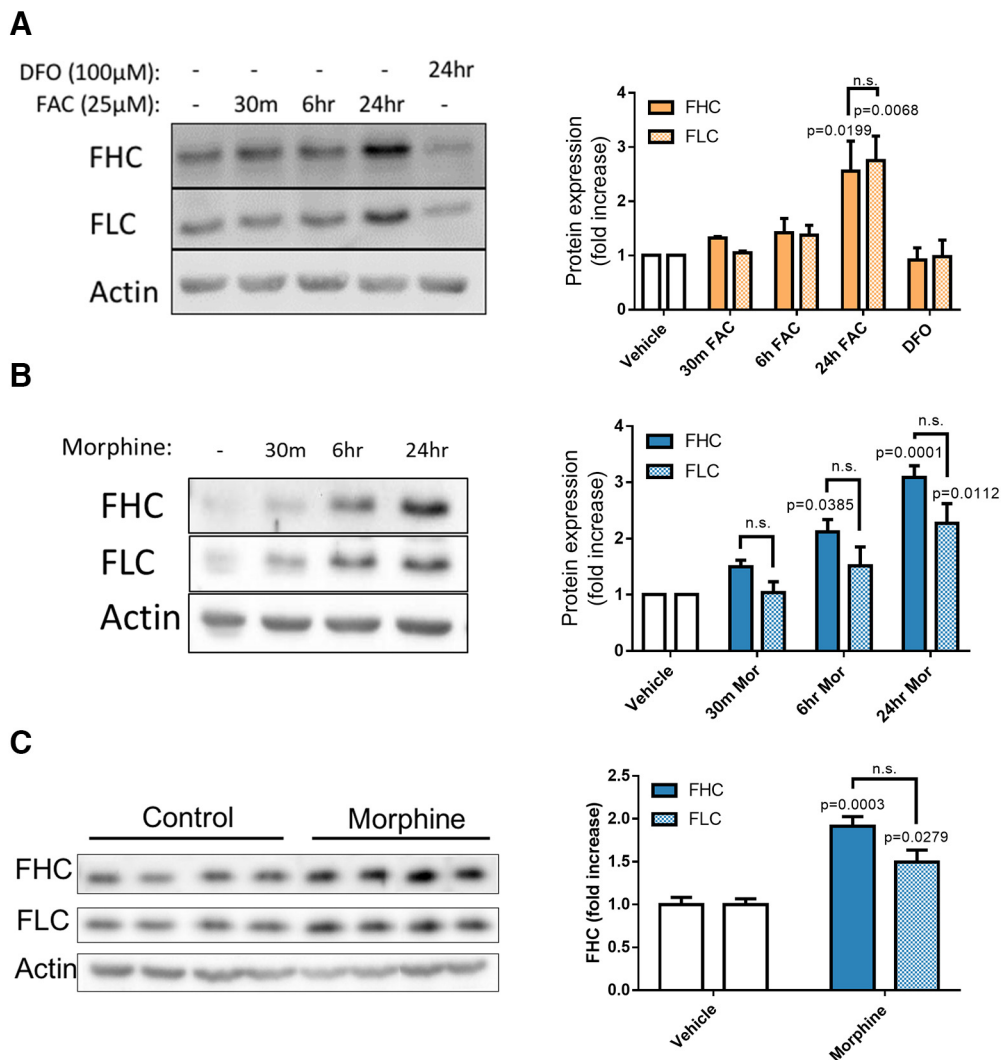 A
DFO (100µM): - - - - 24hr
FAC (25µM): - 30m 6hr 24hr -
FHC
FLC
Actin
Protein expression
(fold increase)
4
3
2
1
0
FHC
FLC
n.s.
p=0.0068
p=0.0199
Vehicle
30m FAC
6h FAC
24h FAC
DFO
B
Morphine: - 30m 6hr 24hr
FHC
FLC
Actin
Protein expression
(fold increase)
4
3
2
1
0
FHC
FLC
n.s.
p=0.0001
n.s.
p=0.0112
p=0.0385
n.s.
Vehicle
30m Mor
6hr Mor
24hr Mor
C
Control Morphine
FHC
FLC
Actin
FHC (fold increase)
2.5
2.0
1.5
1.0
0.5
0.0
FHC
FLC
n.s.
p=0.0003
p=0.0279
Vehicle
Morphine